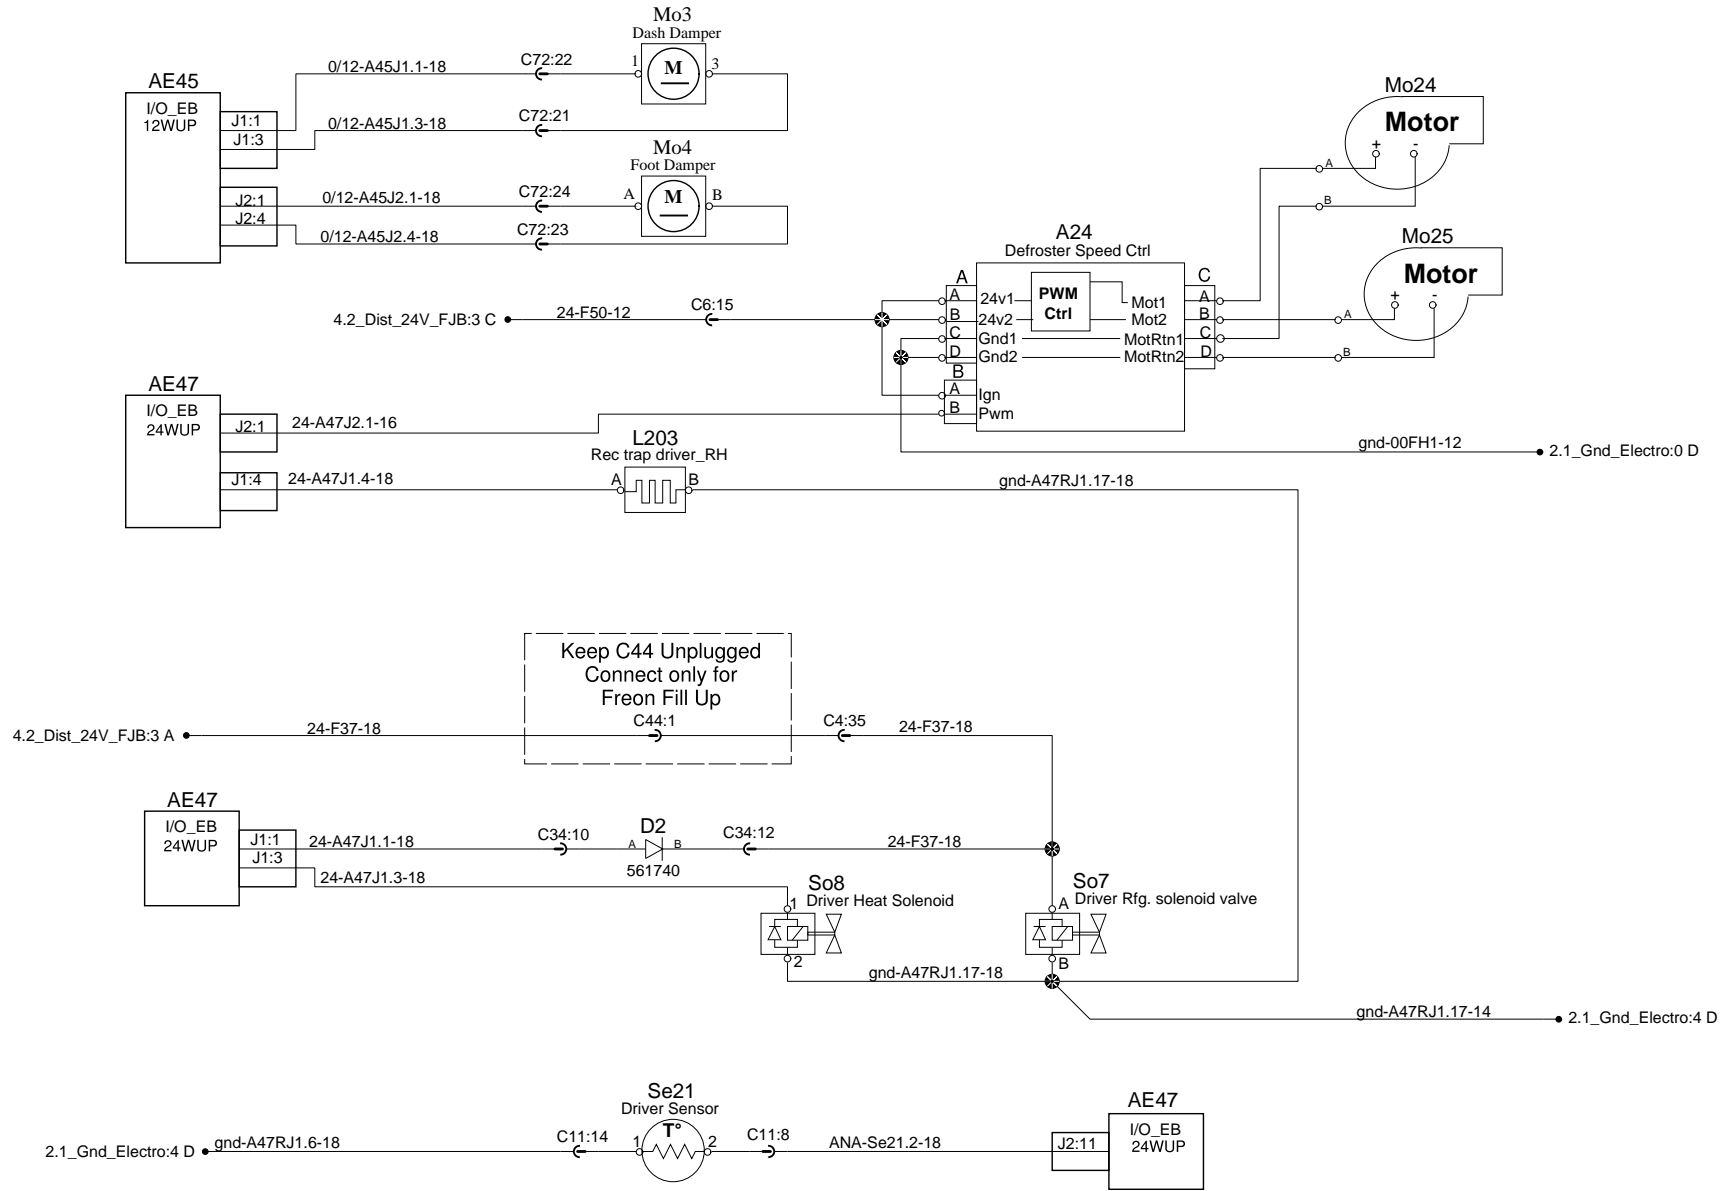 Mo3
Dash Damper
0/12-A45J1.1-18
C72:22
1
M
3
AE45
I/O_EB
12WUP
J1:1
J1:3
0/12-A45J1.3-18
C72:21
Mo4
Foot Damper
J2:1
J2:4
0/12-A45J2.1-18
C72:24
A
M
B
0/12-A45J2.4-18
C72:23
Mo24
Motor
+ -
A
B
Mo25
Motor
+ -
A
B
A24
Defroster Speed Ctrl
A
C
A 24v1
B 24v2
C Gnd1
D Gnd2
B
A Ign
B Pwm
PWM
Ctrl
Mot1 A
Mot2 B
MotRtn1 C
MotRtn2 D
4.2_Dist_24V_FJB:3 C
24-F50-12
C6:15
AE47
I/O_EB
24WUP
J2:1
24-A47J2.1-16
J1:4
24-A47J1.4-18
L203
Rec trap driver_RH
A
B
gnd-00FH1-12
2.1_Gnd_Electro:0 D
gnd-A47RJ1.17-18
Keep C44 Unplugged
Connect only for
Freon Fill Up
4.2_Dist_24V_FJB:3 A
24-F37-18
C44:1
C4:35
24-F37-18
AE47
I/O_EB
24WUP
J1:1
J1:3
24-A47J1.1-18
C34:10
D2
A
B
561740
C34:12
24-F37-18
24-A47J1.3-18
So8
Driver Heat Solenoid
1
2
So7
Driver Rfg. solenoid valve
A
B
gnd-A47RJ1.17-18
gnd-A47RJ1.17-14
2.1_Gnd_Electro:4 D
Se21
Driver Sensor
T°
2.1_Gnd_Electro:4 D
gnd-A47RJ1.6-18
C11:14
1
2
C11:8
ANA-Se21.2-18
J2:11
AE47
I/O_EB
24WUP